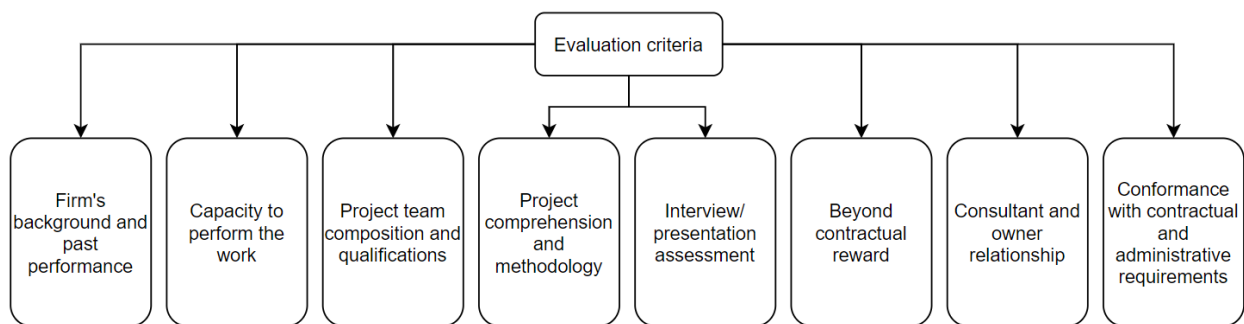 Evaluation criteria
Firm's
background and
past
performance
Capacity to
perform the
work
Project team
composition and
qualifications
Project
comprehension
and
methodology
Interview/
presentation
assessment
Beyond
contractual
reward
Consultant and
owner
relationship
Conformance
with contractual
and
administrative
requirements